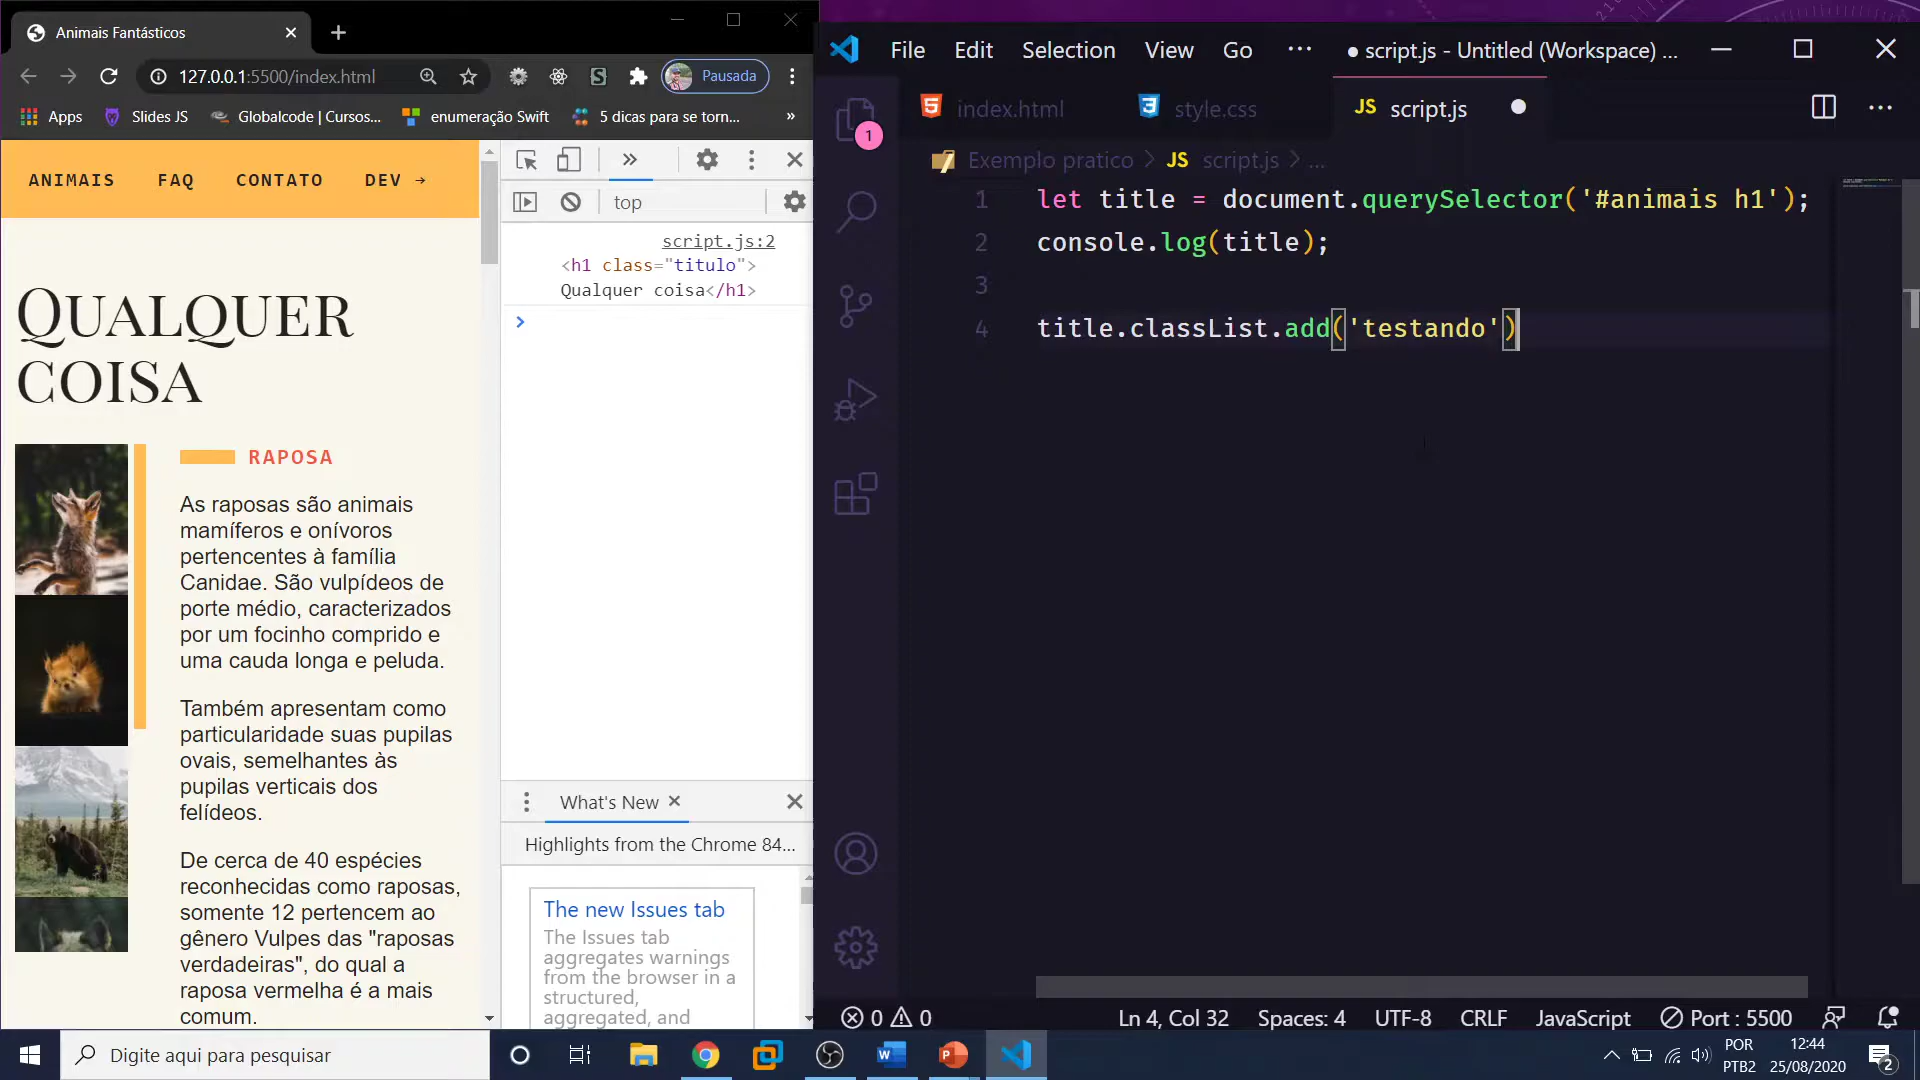 Animais Fantásticos
127.0.0.1:5500/index.html
Pausada
Apps
Slides JS
Globalcode | Cursos...
enumeração Swift
5 dicas para se torn...
»
ANIMAIS
FAQ
CONTATO
DEV →
QUALQUER
COISA
RAPOSA
As raposas são animais
mamíferos e onívoros
pertencentes à família
Canidae. São vulpídeos de
porte médio, caracterizados
por um focinho comprido e
uma cauda longa e peluda.
Também apresentam como
particularidade suas pupilas
ovais, semelhantes às
pupilas verticais dos
felídeos.
De cerca de 40 espécies
reconhecidas como raposas,
somente 12 pertencem ao
gênero Vulpes das "raposas
verdadeiras", do qual a
raposa vermelha é a mais
comum.
»
top
script.js:2
<h1 class="titulo">
Qualquer coisa</h1>
What's New
Highlights from the Chrome 84...
The new Issues tab
The Issues tab
aggregates warnings
from the browser in a
structured,
aggregated, and
File
Edit
Selection
View
Go
...
● script.js - Untitled (Workspace) ...
index.html
style.css
JS script.js
Exemplo pratico > JS script.js > ...
1
1 let title = document.querySelector('#animais h1');
2 console.log(title);
3
4 title.classList.add('testando')
0
0
Ln 4, Col 32
Spaces: 4
UTF-8
CRLF
JavaScript
Port : 5500
Digite aqui para pesquisar
POR
PTB2
12:44
25/08/2020
2